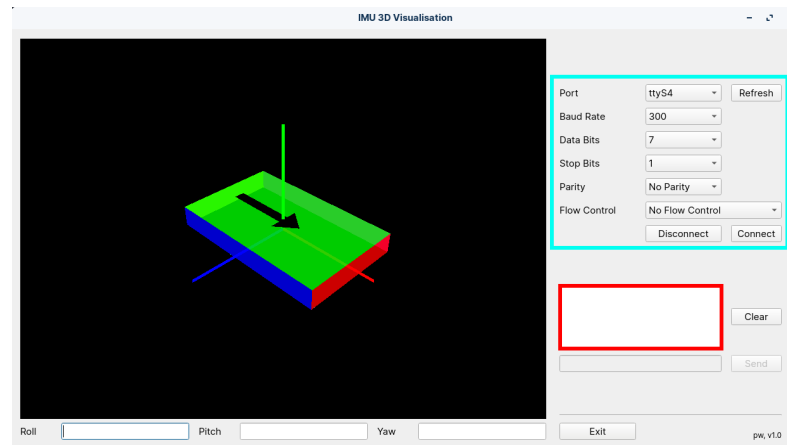 IMU 3D Visualisation
Port ttyS4 Refresh
Baud Rate 300
Data Bits 7
Stop Bits 1
Parity No Parity
Flow Control No Flow Control
Disconnect Connect
Clear
Send
Roll Pitch Yaw Exit pw, v1.0